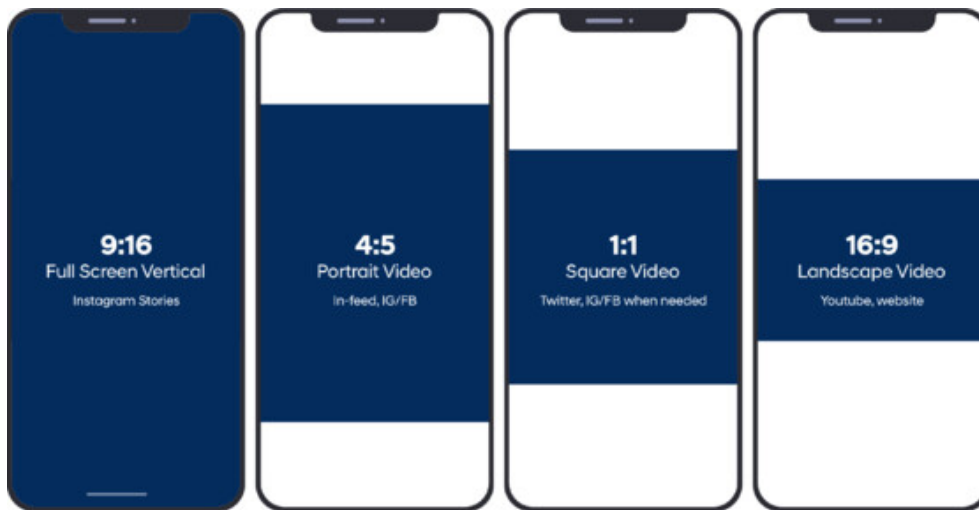 9:16
Full Screen Vertical
Instagram Stories
4:5
Portrait Video
In-feed, IG/FB
1:1
Square Video
Twitter, IG/FB when needed
16:9
Landscape Video
Youtube, website